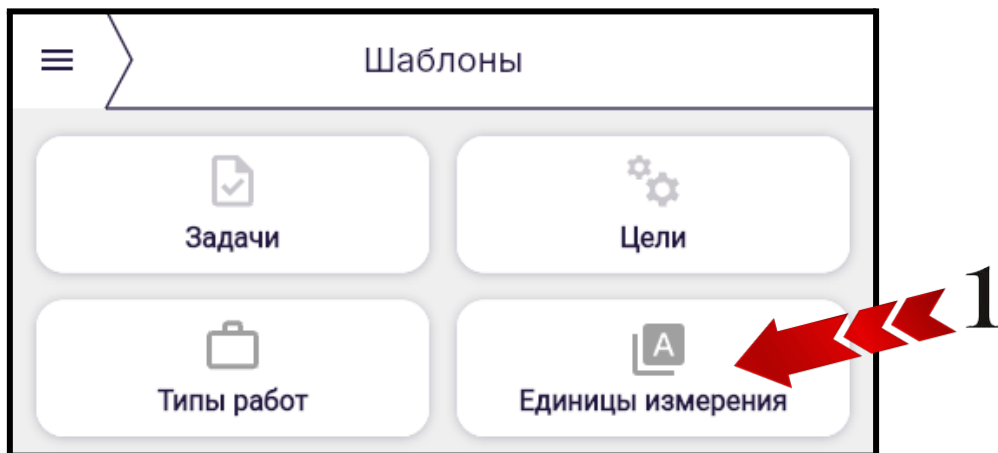 Шаблоны
Задачи
Цели
Типы работ
A
Единицы измерения
1